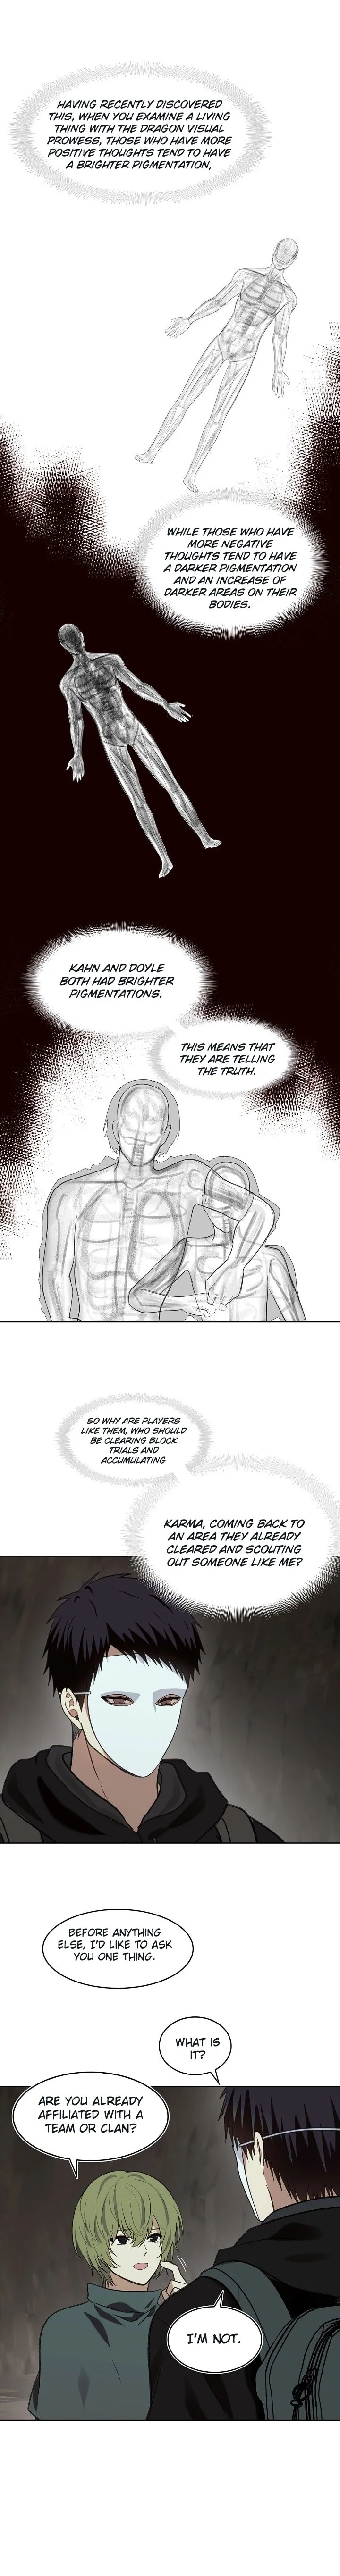 HAVING RECENTLY DISCOVERED
THIS, WHEN YOU EXAMINE A LIVING
THING WITH THE DRAGON VISUAL
PROWESS, THOSE WHO HAVE MORE
POSITIVE THOUGHTS TEND TO HAVE
A BRIGHTER PIGMENTATION,
WHILE THOSE WHO HAVE
MORE NEGATIVE
THOUGHTS TEND TO HAVE
A DARKER PIGMENTATION
AND AN INCREASE OF
DARKER AREAS ON THEIR
BODIES.
KAHN AND DOYLE
BOTH HAD BRIGHTER
PIGMENTATIONS.
THIS MEANS THAT
THEY ARE TELLING
THE TRUTH.
SO WHY ARE PLAYERS
LIKE THEM, WHO SHOULD
BE CLEARING BLOCK
TRIALS AND
ACCUMULATING
KARMA, COMING BACK TO
AN AREA THEY ALREADY
CLEARED AND SCOUTING
OUT SOMEONE LIKE ME?
BEFORE ANYTHING
ELSE, I'D LIKE TO ASK
YOU ONE THING.
WHAT IS
IT?
ARE YOU ALREADY
AFFILIATED WITH A
TEAM OR CLAN?
I'M NOT.